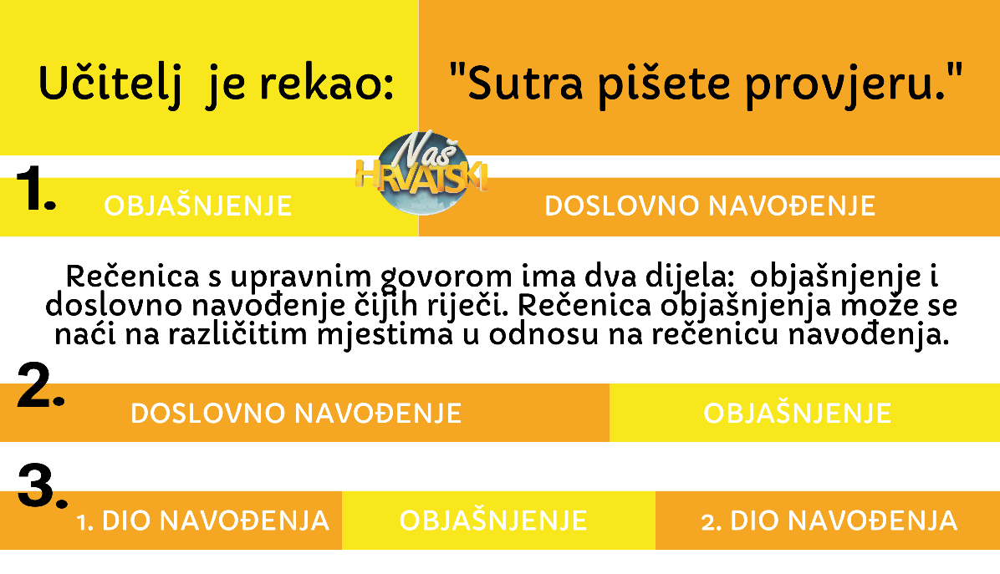 Učitelj je rekao: "Sutra pišete provjeru."
Naš
HRVATSKI
1. OBJAŠNJENJE DOSLOVNO NAVOĐENJE
Rečenica s upravnim govorom ima dva dijela: objašnjenje i
doslovno navođenje čijih riječi. Rečenica objašnjenja može se
naći na različitim mjestima u odnosu na rečenicu navođenja.
2. DOSLOVNO NAVOĐENJE OBJAŠNJENJE
3. 1. DIO NAVOĐENJA OBJAŠNJENJE 2. DIO NAVOĐENJA